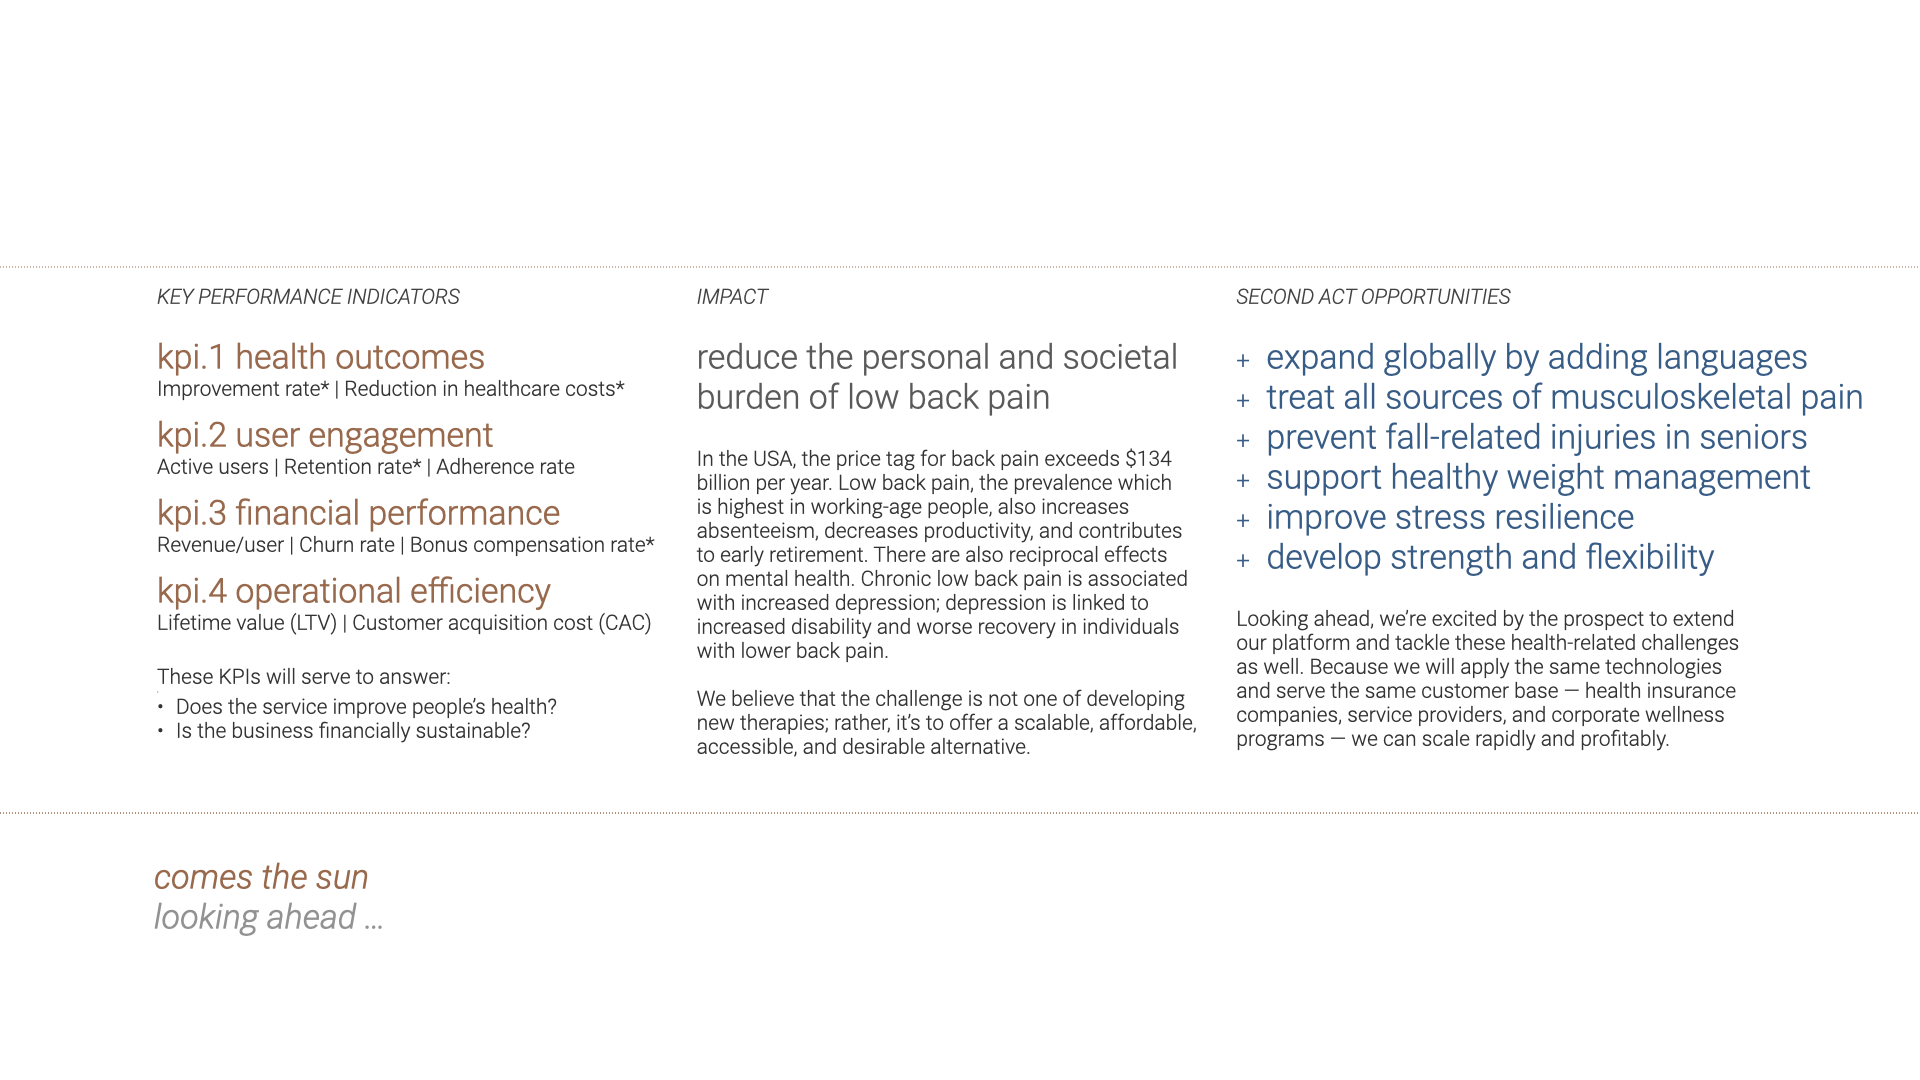 KEY PERFORMANCE INDICATORS
kpi.1 health outcomes
Improvement rate* | Reduction in healthcare costs*
kpi.2 user engagement
Active users | Retention rate* | Adherence rate
kpi.3 financial performance
Revenue/user | Churn rate | Bonus compensation rate*
kpi.4 operational efficiency
Lifetime value (LTV) | Customer acquisition cost (CAC)
These KPIs will serve to answer:
• Does the service improve people’s health?
• Is the business financially sustainable?
IMPACT
reduce the personal and societal
burden of low back pain
In the USA, the price tag for back pain exceeds $134
billion per year. Low back pain, the prevalence which
is highest in working-age people, also increases
absenteeism, decreases productivity, and contributes
to early retirement. There are also reciprocal effects
on mental health. Chronic low back pain is associated
with increased depression; depression is linked to
increased disability and worse recovery in individuals
with lower back pain.
We believe that the challenge is not one of developing
new therapies; rather, it’s to offer a scalable, affordable,
accessible, and desirable alternative.
SECOND ACT OPPORTUNITIES
+ expand globally by adding languages
+ treat all sources of musculoskeletal pain
+ prevent fall-related injuries in seniors
+ support healthy weight management
+ improve stress resilience
+ develop strength and flexibility
Looking ahead, we’re excited by the prospect to extend
our platform and tackle these health-related challenges
as well. Because we will apply the same technologies
and serve the same customer base — health insurance
companies, service providers, and corporate wellness
programs — we can scale rapidly and profitably.
comes the sun
looking ahead ...